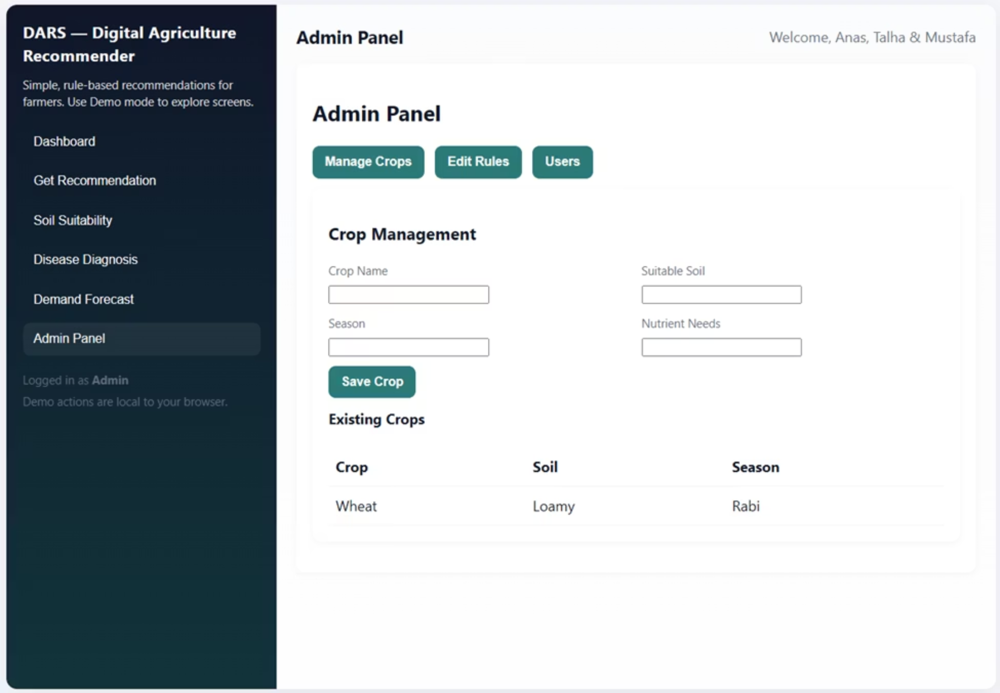 DARS — Digital Agriculture
Recommender
Simple, rule-based recommendations for
farmers. Use Demo mode to explore screens.
Dashboard
Get Recommendation
Soil Suitability
Disease Diagnosis
Demand Forecast
Admin Panel
Logged in as Admin
Demo actions are local to your browser.
Admin Panel
Welcome, Anas, Talha & Mustafa
Admin Panel
Manage Crops
Edit Rules
Users
Crop Management
Crop Name
Suitable Soil
Season
Nutrient Needs
Save Crop
Existing Crops
Crop Soil Season
Wheat Loamy Rabi